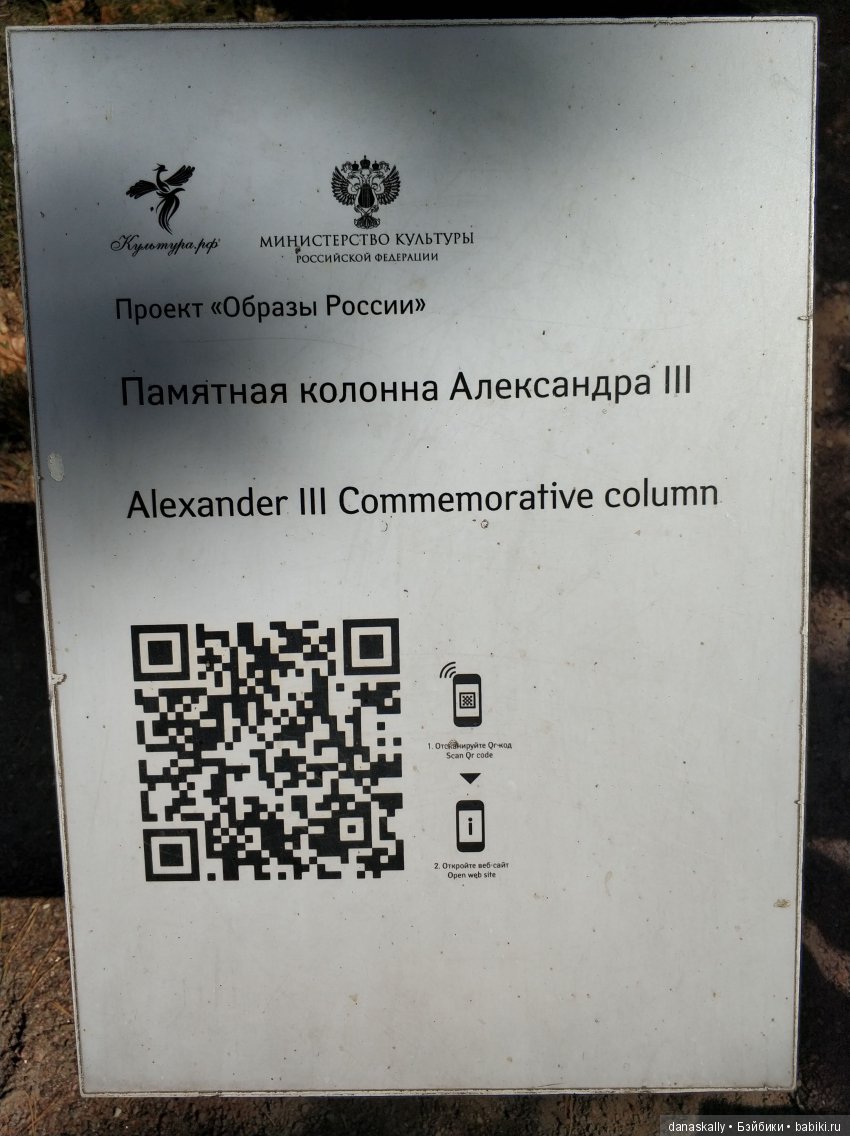 Культура.рф
МИНИСТЕРСТВО КУЛЬТУРЫ
РОССИЙСКОЙ ФЕДЕРАЦИИ
Проект «Образы России»
Памятная колонна Александра III
Alexander III Commemorative column
1. Отсканируйте Qr-код
Scan Qr code
2. Откройте веб-сайт
Open web site
danaskally • Бэйбики • babiki.ru